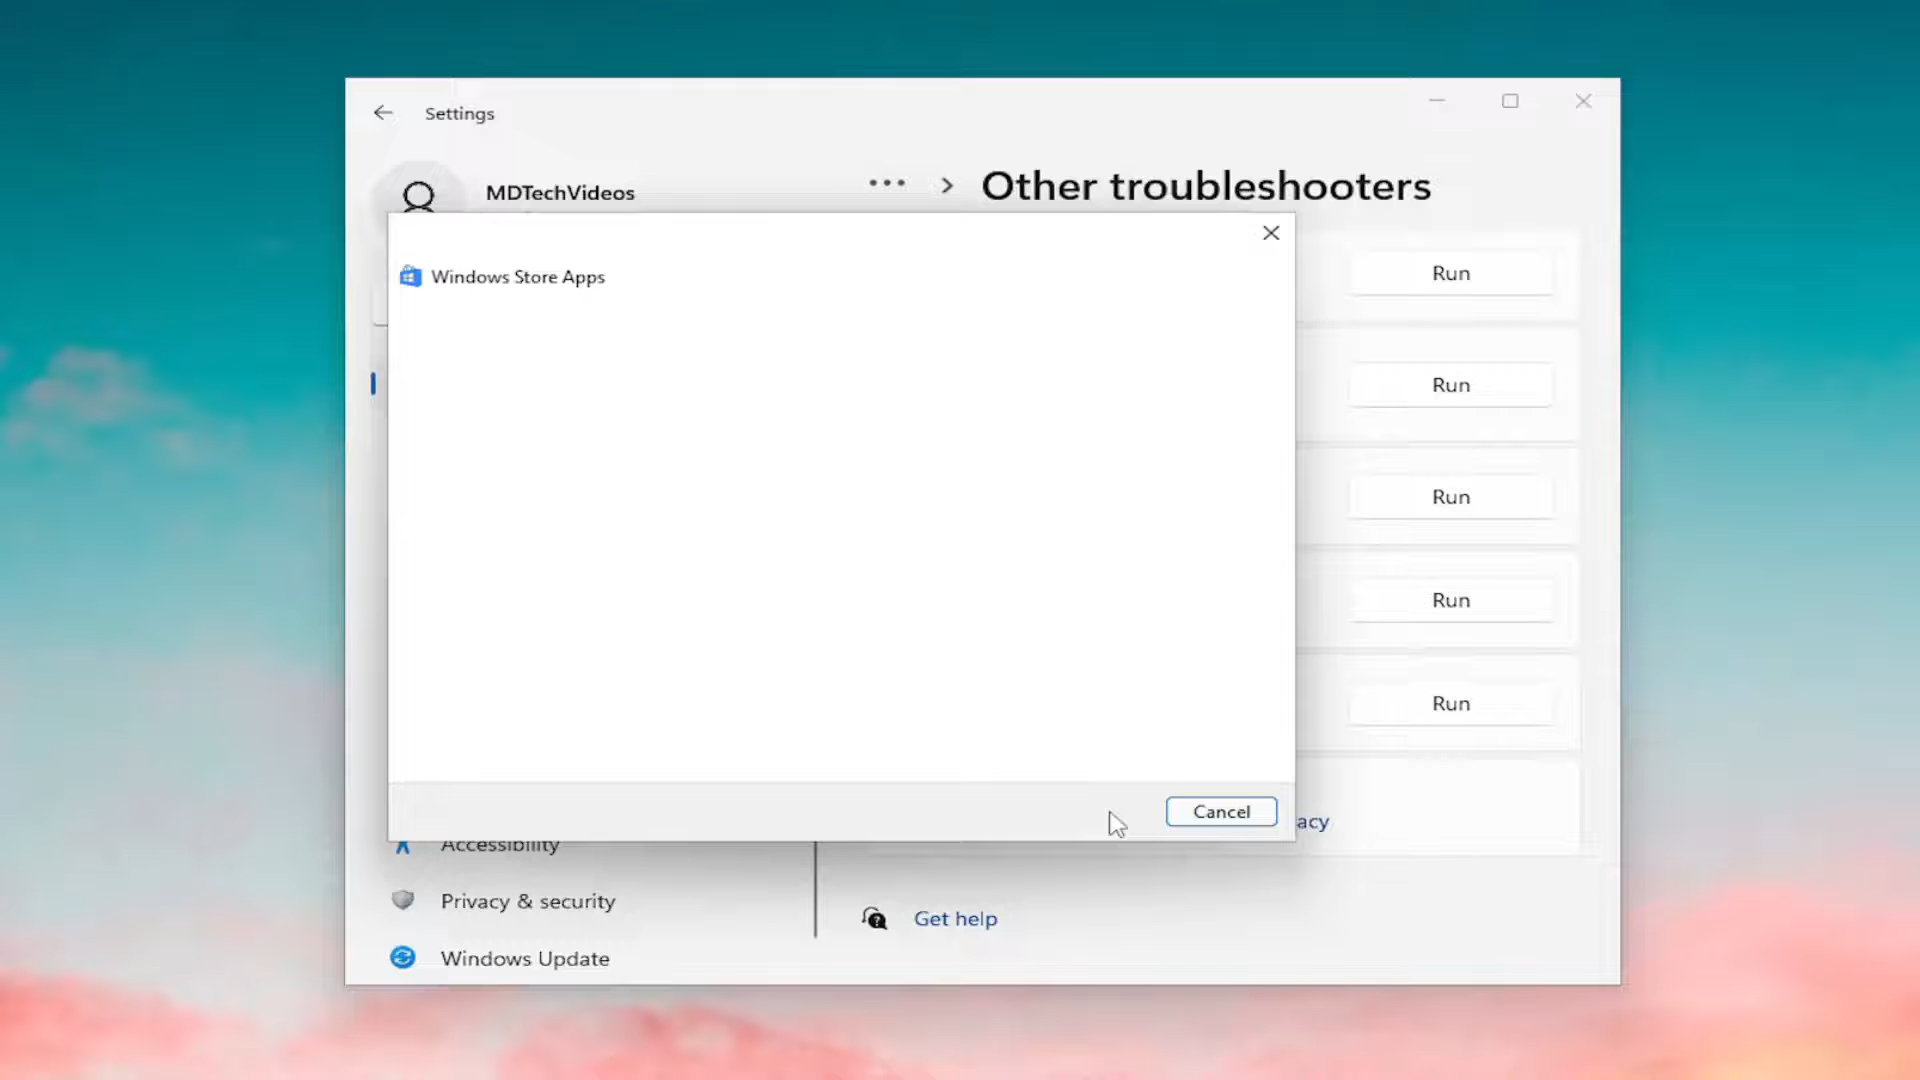 Settings
MDTechVideos
... > Other troubleshooters
Windows Store Apps
Run
Run
Run
Run
Run
Cancel
acy
Accessibility
Privacy & security
Get help
Windows Update